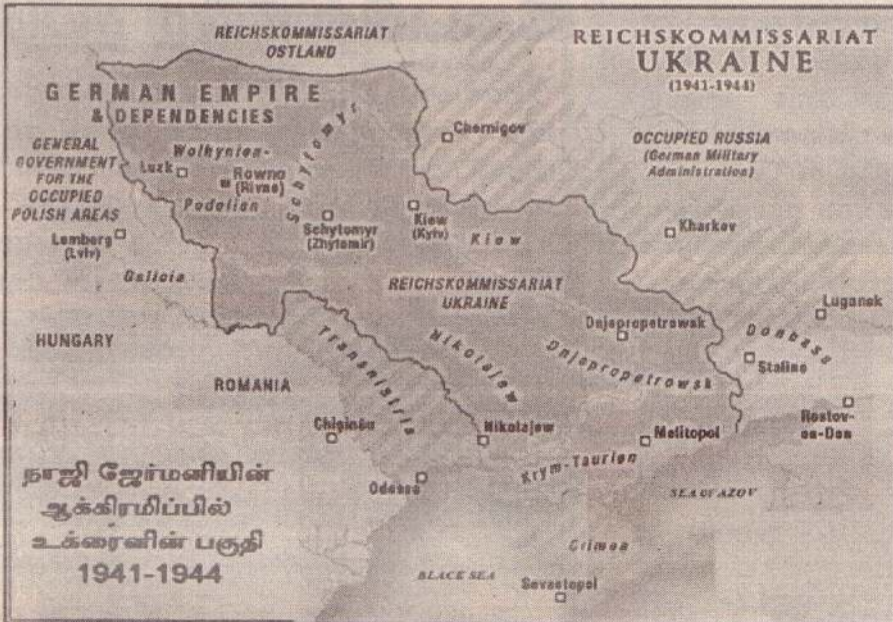 REICHSKOMMISSARIAT
OSTLAND
REICHSKOMMISSARIAT
UKRAINE
(1941-1944)
GERMAN EMPIRE
& DEPENDENCIES
GENERAL
GOVERNMENT
FOR THE
OCCUPIED
POLISH AREAS
OCCUPIED RUSSIA
(German Military
Administration)
Chernigov
Wolhynien-
Podolien
Schytomyr
Luzk
Rowno
(Rivne)
Schytomyr
(Zhytomir)
Kiew
(Kyiv)
Kiew
Kharkov
Lemberg
(Lviv)
Galicia
REICHSKOMMISSARIAT
UKRAINE
Lugansk
Donbass
Stalino
Dnjepropetrowsk
Dnjepropetrowsk
Nikolajew
Transnistria
HUNGARY
ROMANIA
Rostov-
on-Don
Chişinău
Nikolajew
Melitopol
Krym-Taurien
Odessa
SEA OF AZOV
Crimea
BLACK SEA
Sevastopol
நாஜி ஜேர்மனியின்
ஆக்கிரமிப்பில்
உக்ரைனின் பகுதி
1941-1944